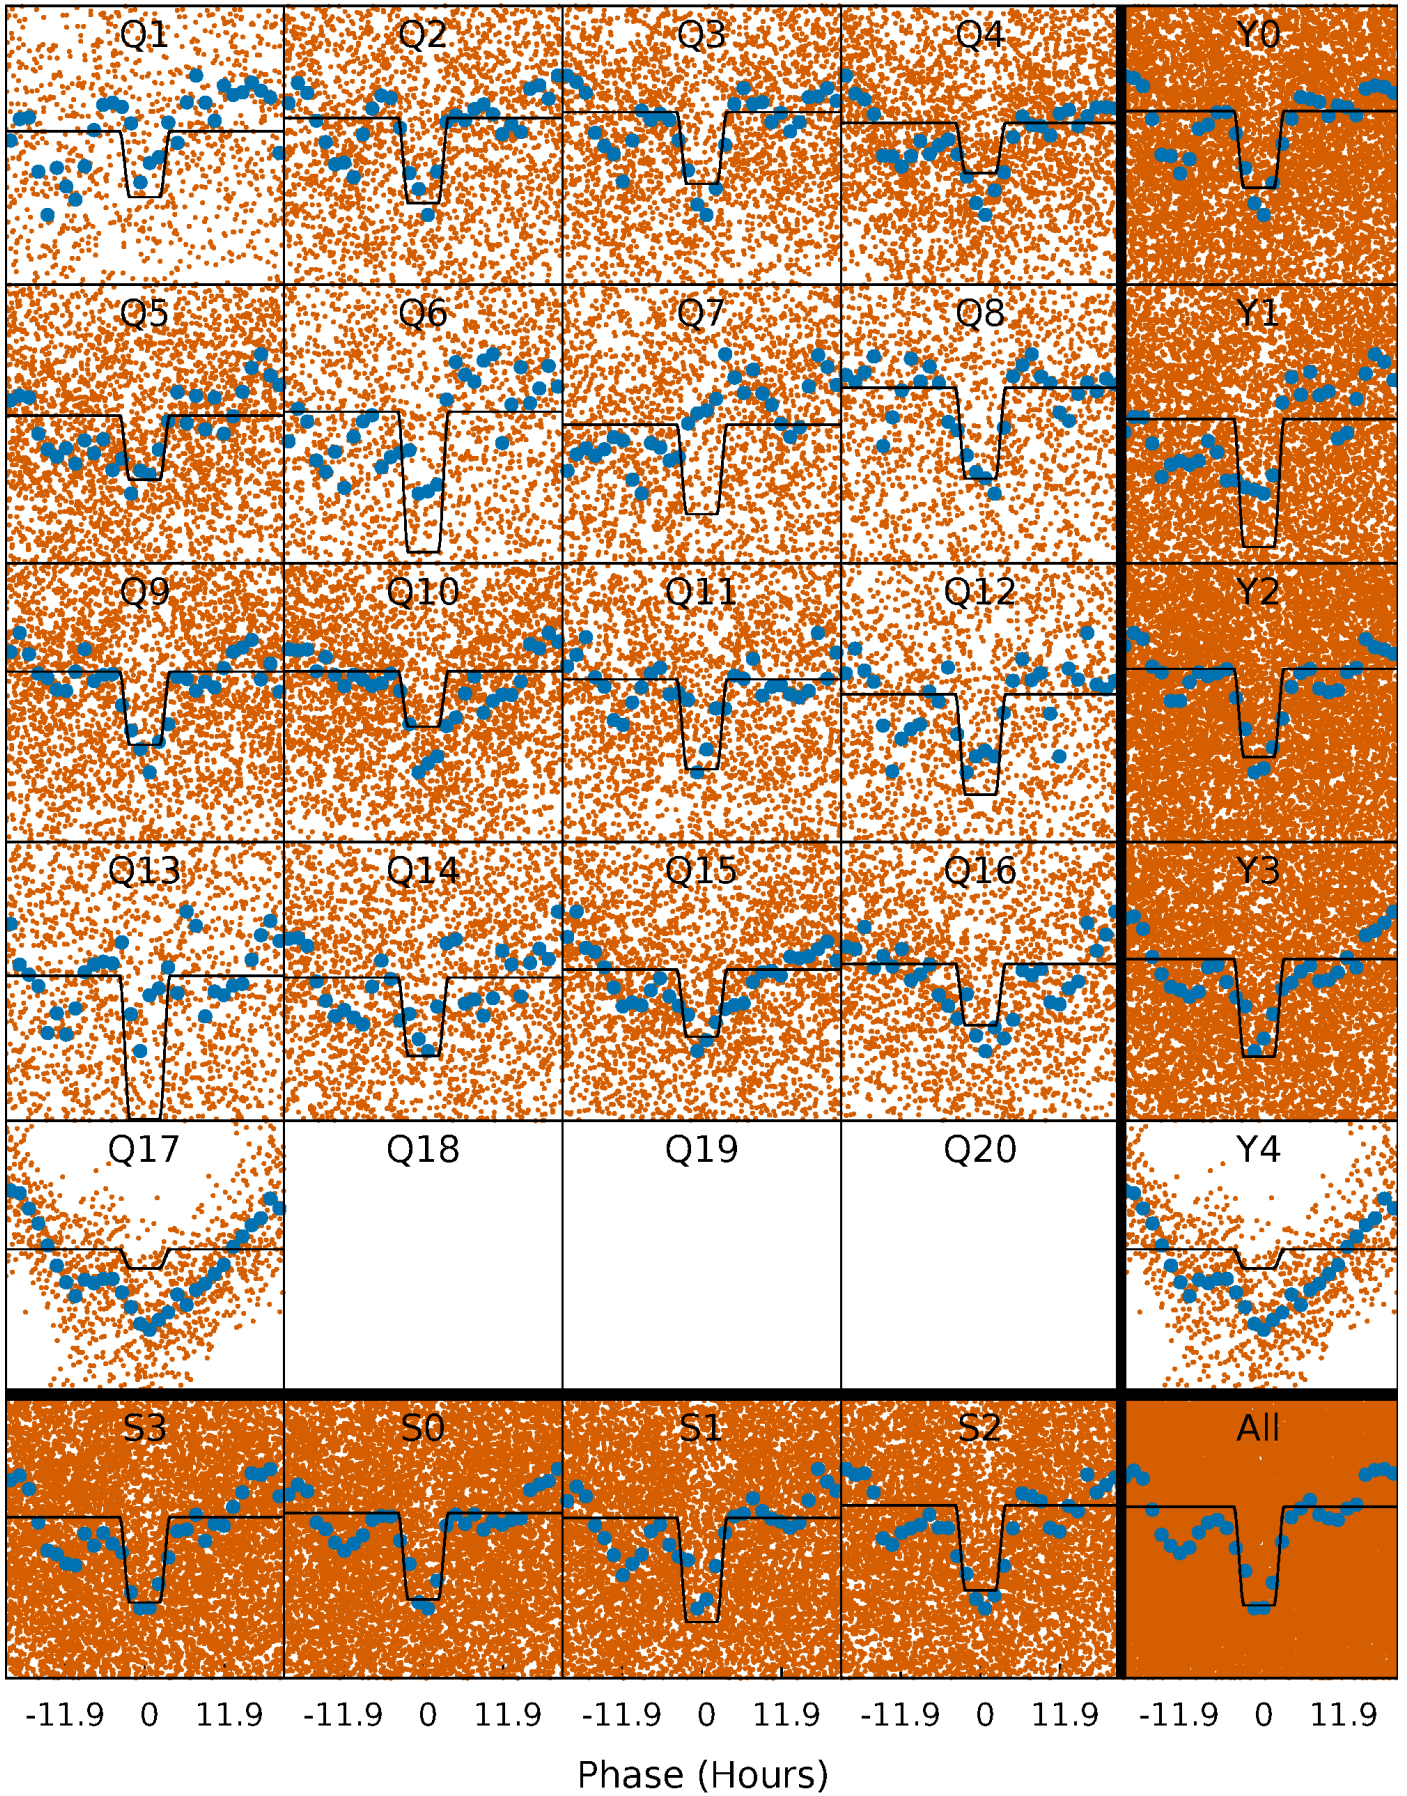 Q1 Q2 Q3 Q4 Y0
Q5 Q6 Q7 Q8 Y1
Q9 Q10 Q11 Q12 Y2
Q13 Q14 Q15 Q16 Y3
Q17 Q18 Q19 Q20 Y4
S3 S0 S1 S2 All
-11.9 0 11.9 -11.9 0 11.9 -11.9 0 11.9 -11.9 0 11.9 -11.9 0 11.9
Phase (Hours)